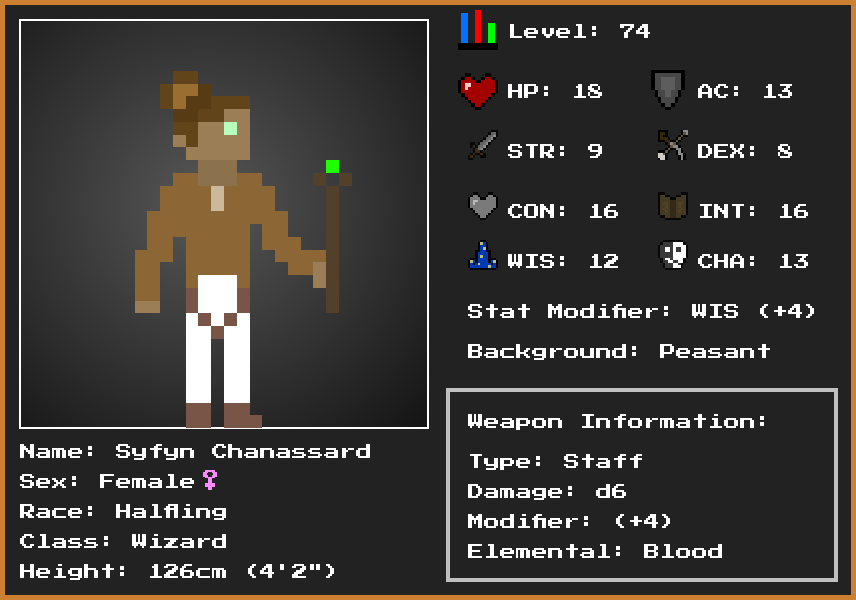 Level: 74
HP: 18
AC: 13
STR: 9
DEX: 8
CON: 16
INT: 16
WIS: 12
CHA: 13
Stat Modifier: WIS (+4)
Background: Peasant
Weapon Information:
Type: Staff
Damage: d6
Modifier: (+4)
Elemental: Blood
Name: Syfyn Chanassard
Sex: Female♀
Race: Halfling
Class: Wizard
Height: 126cm (4'2")